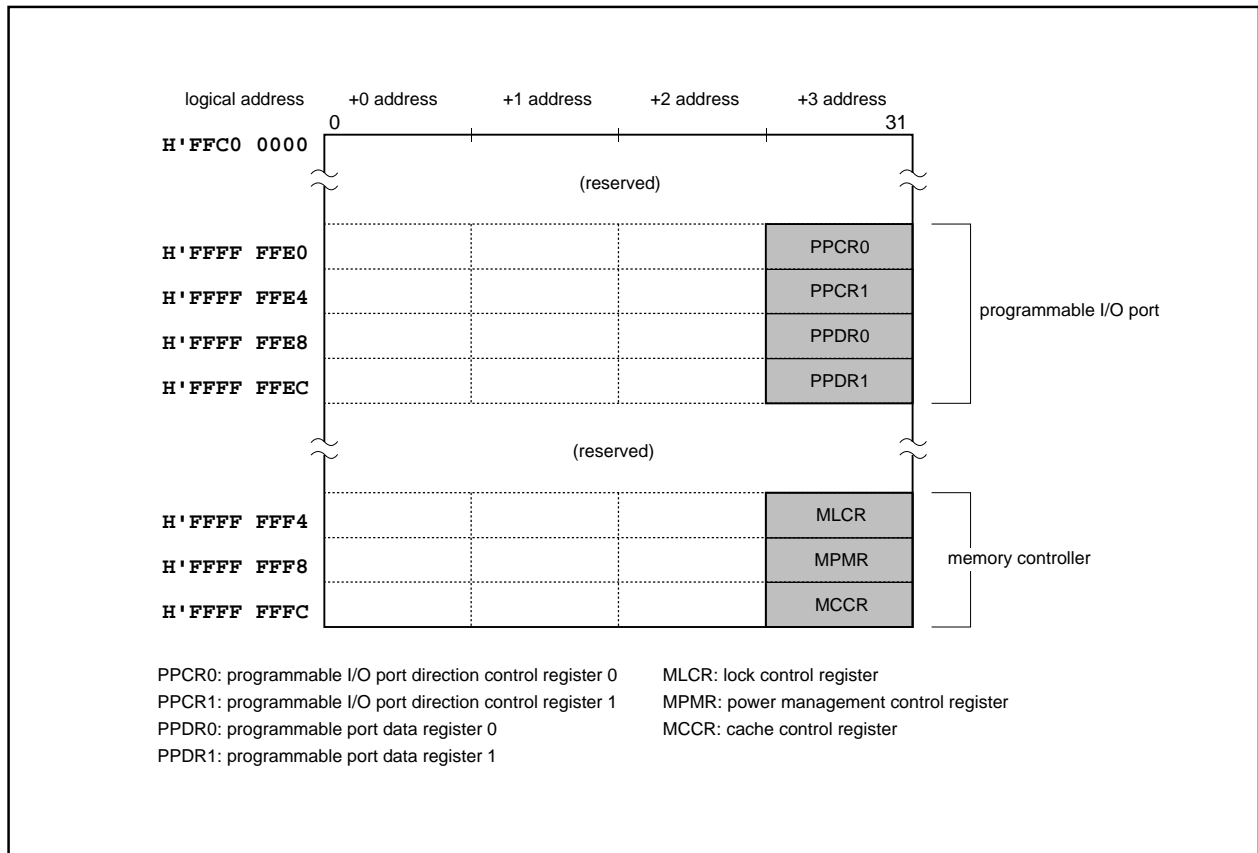 logical address +0 address +1 address +2 address +3 address
0 31
H'FFC0 0000
(reserved)
H'FFFF FFE0 PPCR0
H'FFFF FFE4 PPCR1
programmable I/O port
H'FFFF FFE8 PPDR0
H'FFFF FFEC PPDR1
(reserved)
H'FFFF FFF4 MLCR
H'FFFF FFF8 MPMR memory controller
H'FFFF FFFC MCCR
PPCR0: programmable I/O port direction control register 0 MLCR: lock control register
PPCR1: programmable I/O port direction control register 1 MPMR: power management control register
PPDR0: programmable port data register 0 MCCR: cache control register
PPDR1: programmable port data register 1